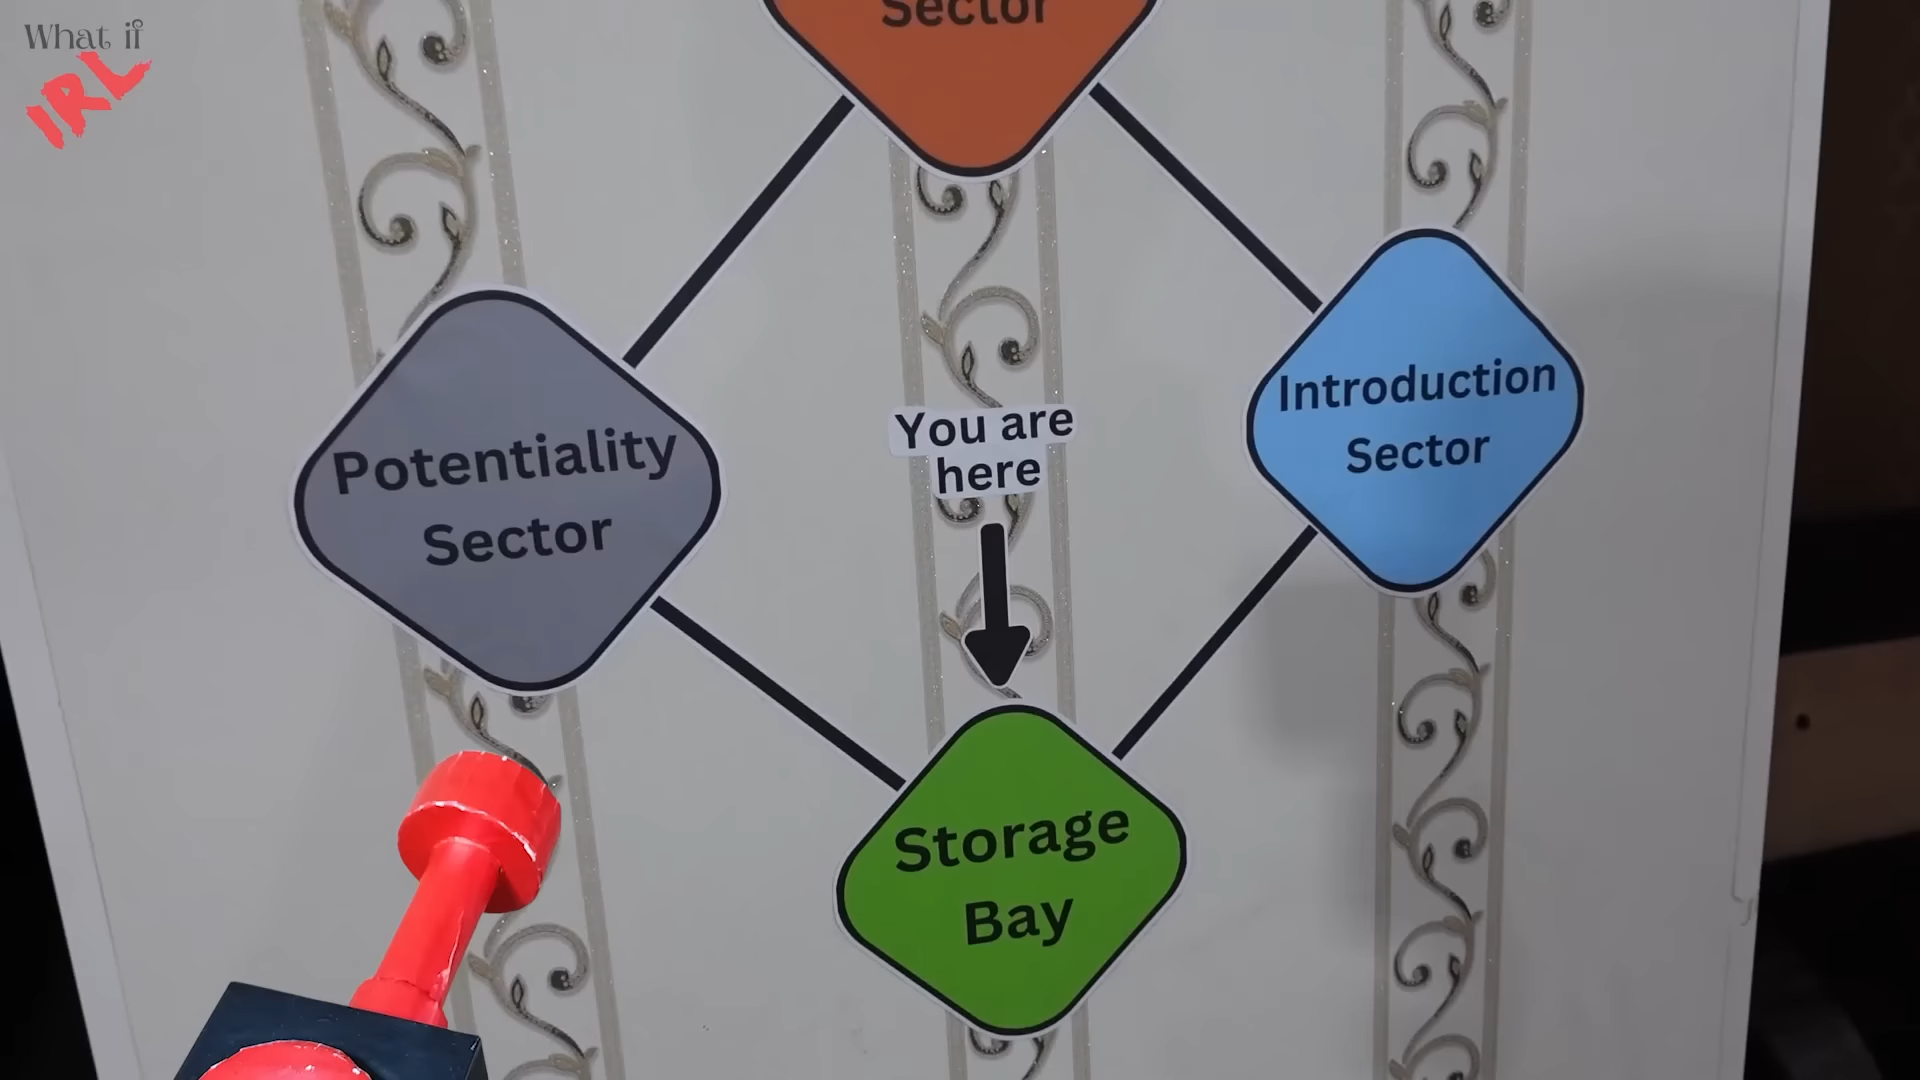 What if
IRL
Sector
Introduction
Sector
Potentiality
Sector
You are
here
Storage
Bay